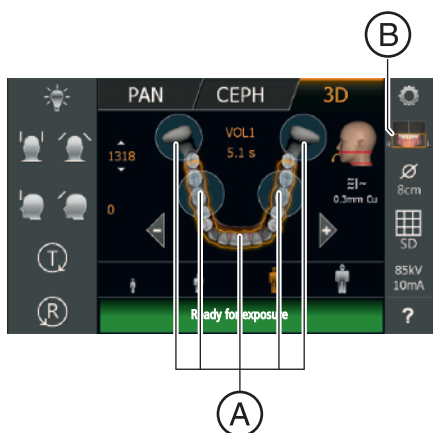 B
PAN
CEPH
3D
VOL1
5.1 s
1318
0
0.3mm Cu
8cm
SD
85kV
10mA
T
R
Ready for exposure
?
A